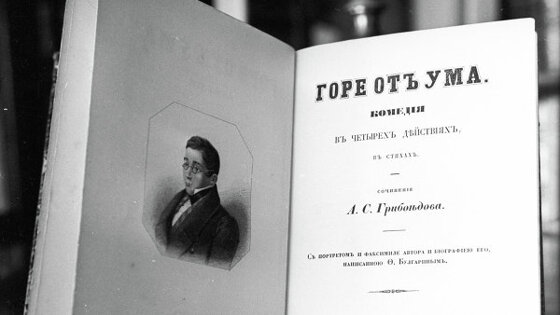 ГОРЕ ОТЪ УМА.
КОМЕДІЯ
ВЪ ЧЕТЫРЕХЪ ДѢЙСТВІЯХЪ,
ВЪ СТИХАХЪ.
СОЧИНЕНІЕ
А. С. Грибоѣдова.
Съ портретомъ и факсимиле автора и біографіею его,
написанною Ѳ. Булгаринымъ.